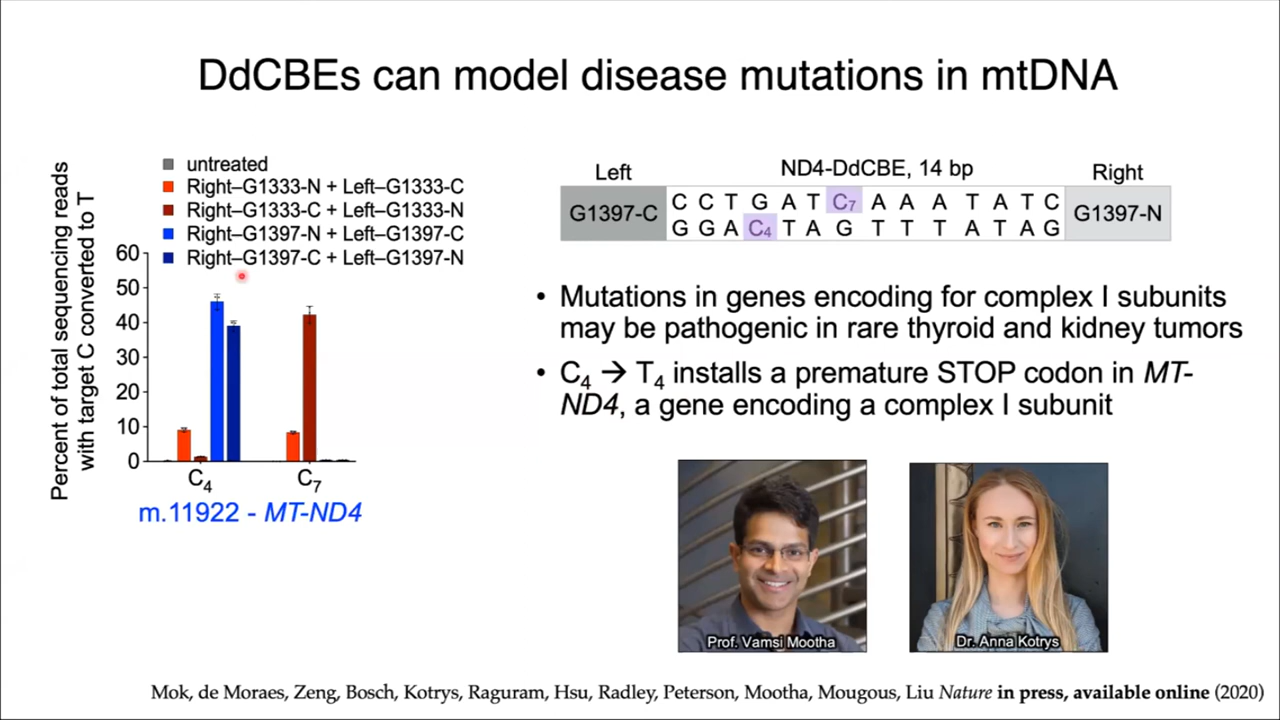 DdCBEs can model disease mutations in mtDNA
Percent of total sequencing reads
with target C converted to T
untreated
Right–G1333-N + Left–G1333-C
Right–G1333-C + Left–G1333-N
Right–G1397-N + Left–G1397-C
Right–G1397-C + Left–G1397-N
60
50
40
30
20
10
0
C4
C7
m.11922 - MT-ND4
Left
ND4-DdCBE, 14 bp
Right
G1397-C
C C T G A T C7 A A A T A T C
G G A C4 T A G T T T A T A G
G1397-N
• Mutations in genes encoding for complex I subunits
may be pathogenic in rare thyroid and kidney tumors
• C4 → T4 installs a premature STOP codon in MT-
ND4, a gene encoding a complex I subunit
Prof. Vamsi Mootha
Dr. Anna Kotrys
Mok, de Moraes, Zeng, Bosch, Kotrys, Raguram, Hsu, Radley, Peterson, Mootha, Mougous, Liu Nature in press, available online (2020)